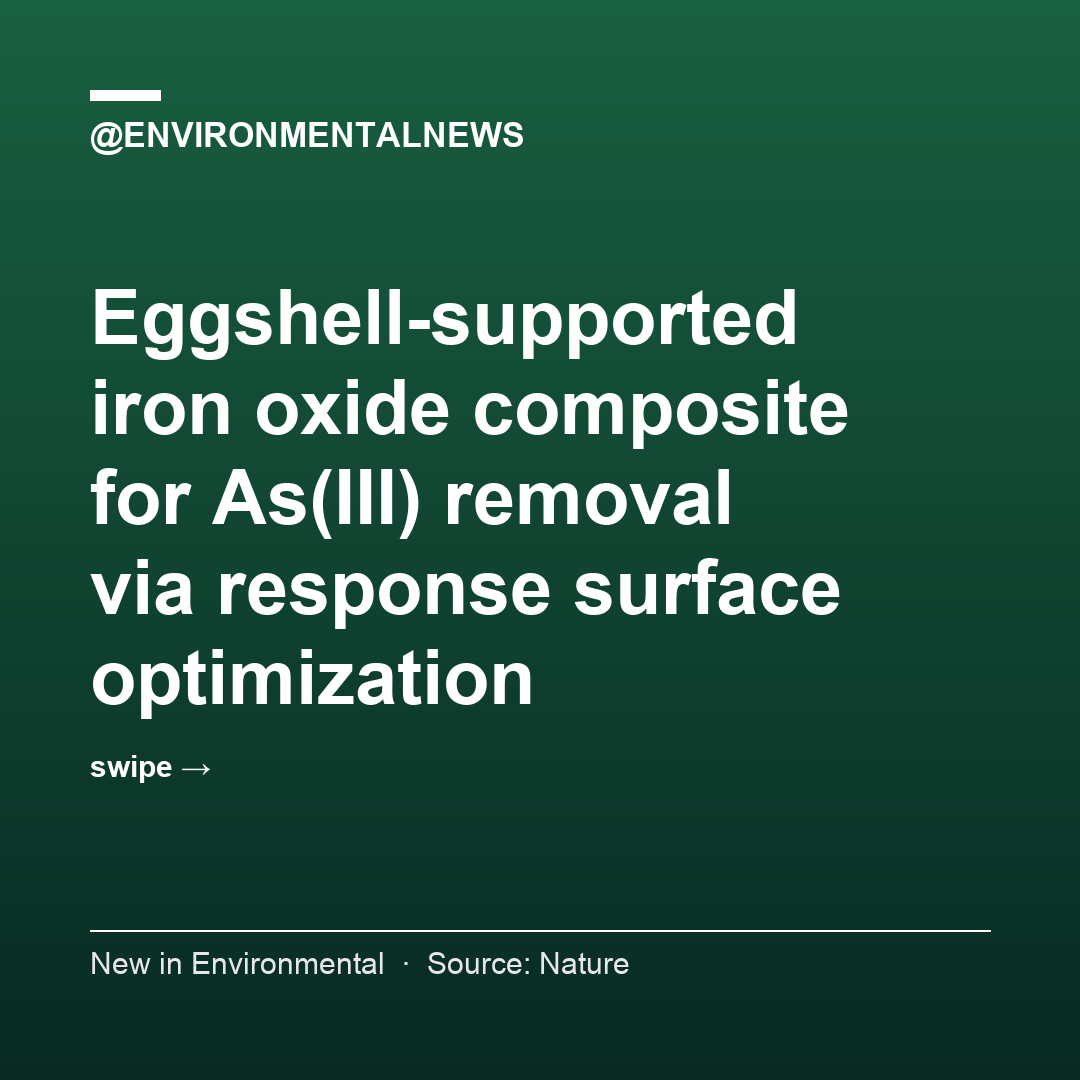 @ENVIRONMENTALNEWS
Eggshell-supported
iron oxide composite
for As(III) removal
via response surface
optimization
swipe →
New in Environmental · Source: Nature